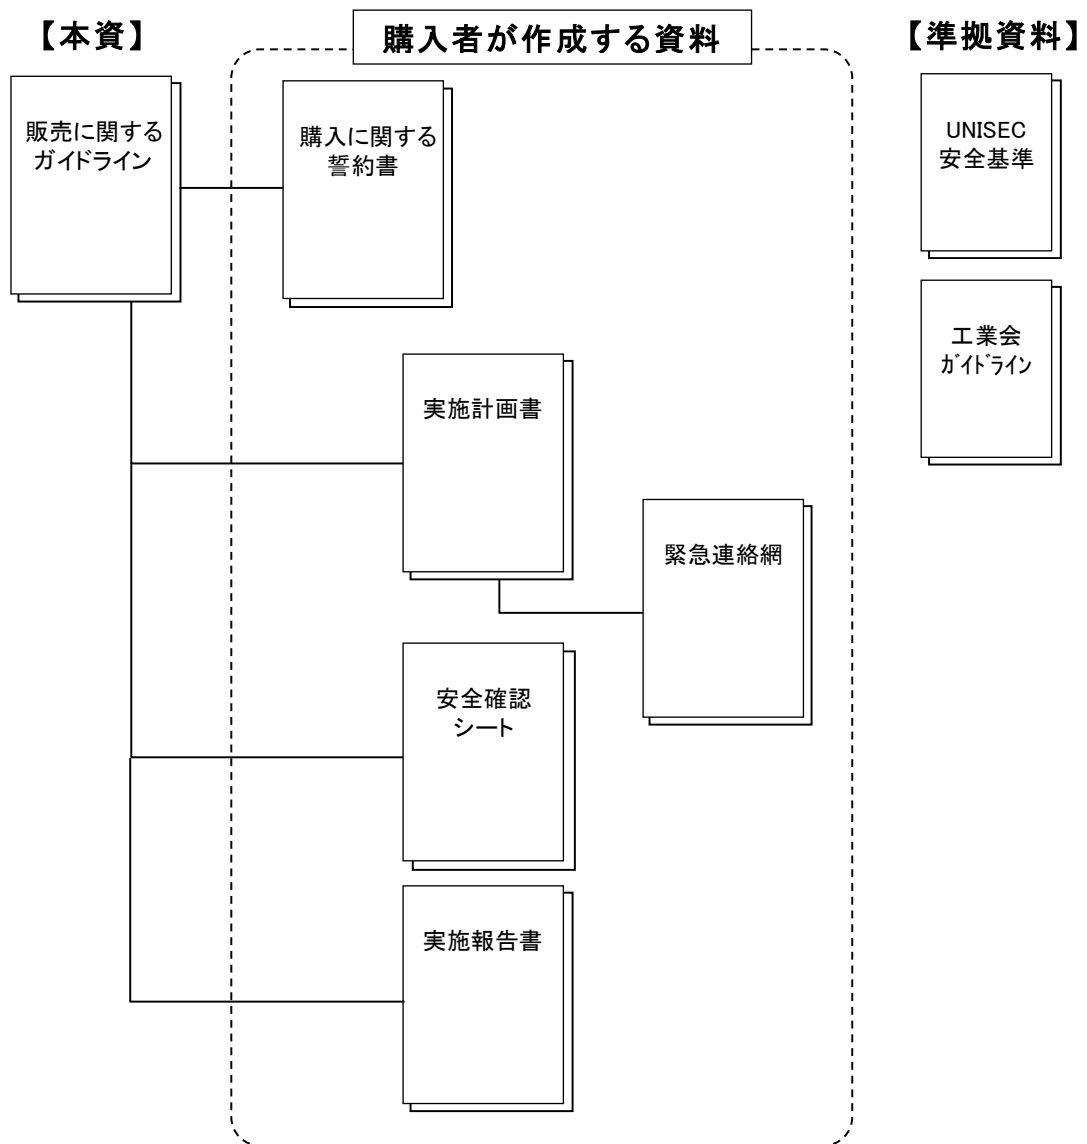 【本資】
購入者が作成する資料
【準拠資料】
販売に関する
ガイドライン
購入に関する
誓約書
UNISEC
安全基準
工業会
ｶﾞｲﾄﾞﾗｲﾝ
実施計画書
緊急連絡網
安全確認
シート
実施報告書